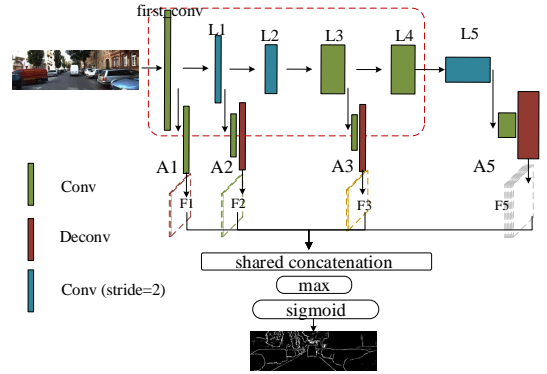 first_conv
L1
L2
L3
L4
L5
A1
A2
A3
A5
F1
F2
F3
F5
Conv
Deconv
Conv (stride=2)
shared concatenation
max
sigmoid